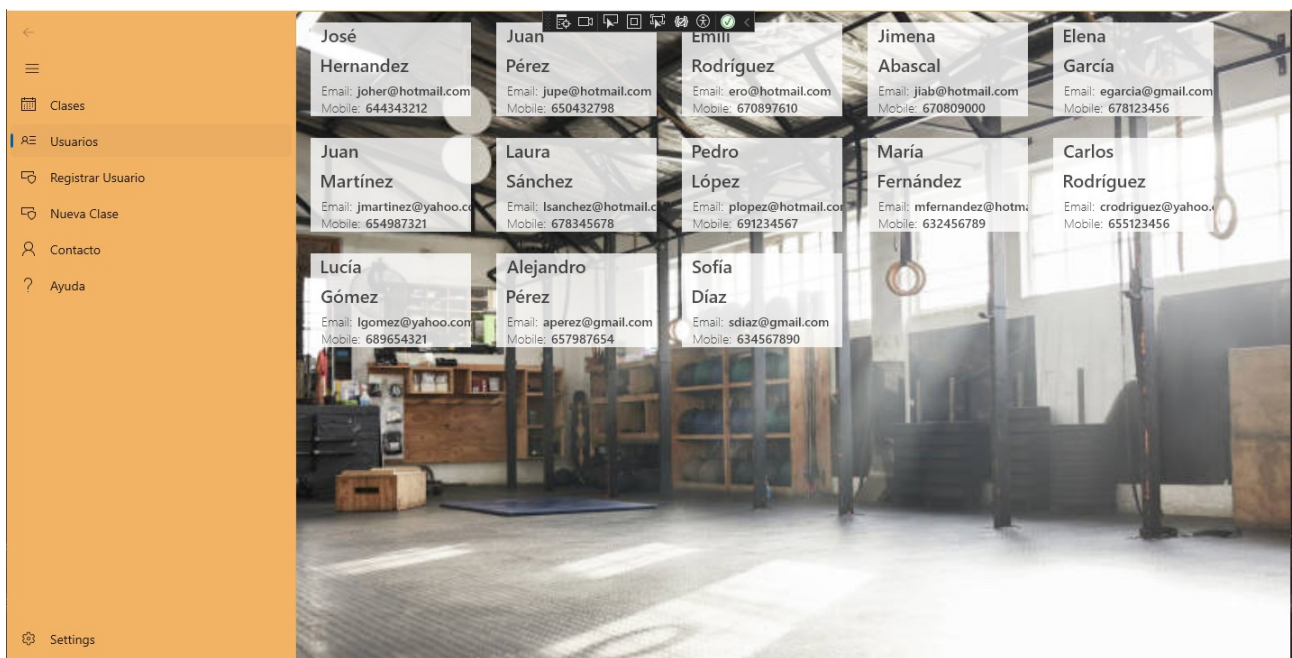 Clases
Usuarios
Registrar Usuario
Nueva Clase
Contacto
Ayuda
Settings
José
Hernandez
Email: joher@hotmail.com
Mobile: 644343212
Juan
Pérez
Email: jupe@hotmail.com
Mobile: 650432798
Emili
Rodríguez
Email: ero@hotmail.com
Mobile: 670897610
Jimena
Abascal
Email: jiab@hotmail.com
Mobile: 670809000
Elena
García
Email: egarcia@gmail.com
Mobile: 678123456
Juan
Martínez
Email: jmartinez@yahoo.co
Mobile: 654987321
Laura
Sánchez
Email: lsanchez@hotmail.c
Mobile: 678345678
Pedro
López
Email: plopez@hotmail.cor
Mobile: 691234567
María
Fernández
Email: mfernandez@hotma
Mobile: 632456789
Carlos
Rodríguez
Email: crodriguez@yahoo.
Mobile: 655123456
Lucía
Gómez
Email: lgomez@yahoo.com
Mobile: 689654321
Alejandro
Pérez
Email: aperez@gmail.com
Mobile: 657987654
Sofía
Díaz
Email: sdiaz@gmail.com
Mobile: 634567890